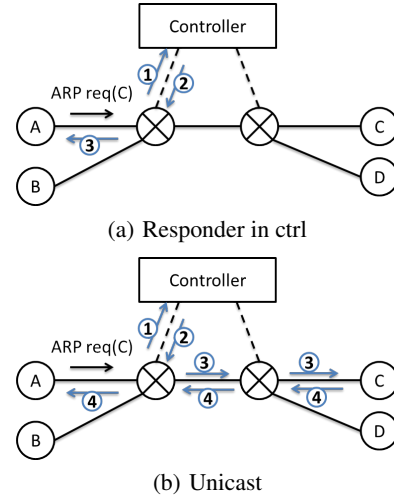 Controller
1
2
ARP req(C)
A
3
C
B
D
(a) Responder in ctrl
Controller
1
2
ARP req(C)
3
3
A
C
4
4
4
B
D
(b) Unicast